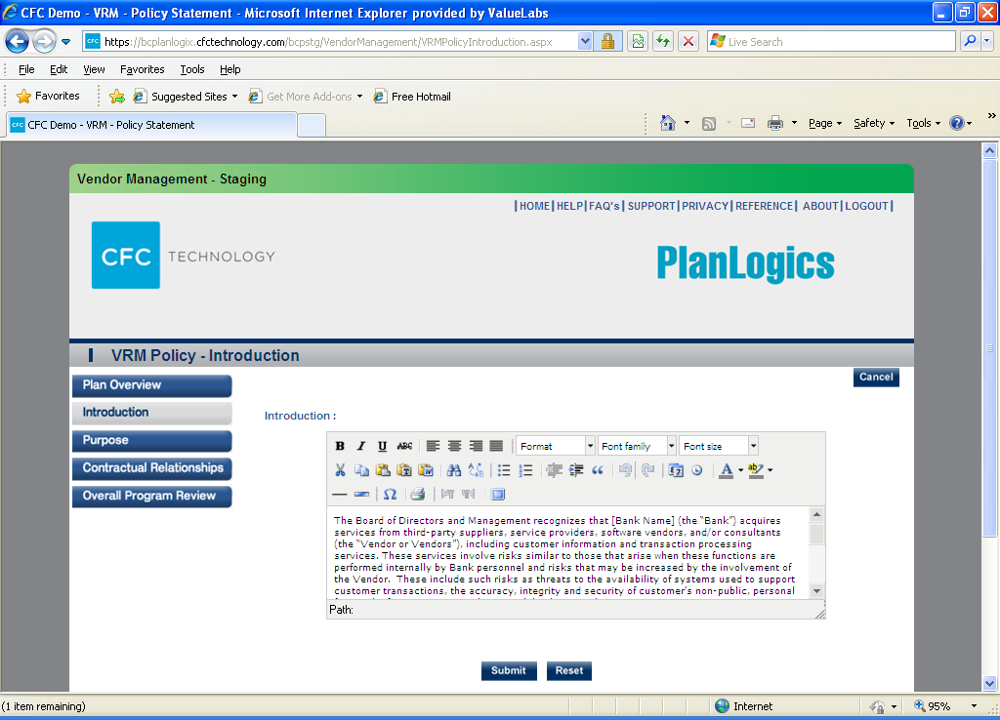 CFC Demo - VRM - Policy Statement - Microsoft Internet Explorer provided by ValueLabs
https://bcplanlogix.cfctechnology.com/bcpstg/VendorManagement/VRMPolicyIntroduction.aspx
Live Search
File Edit View Favorites Tools Help
Favorites Suggested Sites Get More Add-ons Free Hotmail
CFC Demo - VRM - Policy Statement
Page Safety Tools
Vendor Management - Staging
|HOME|HELP|FAQ's|SUPPORT|PRIVACY|REFERENCE| ABOUT|LOGOUT|
CFC TECHNOLOGY
PlanLogics
VRM Policy - Introduction
Cancel
Plan Overview
Introduction
Purpose
Contractual Relationships
Overall Program Review
Introduction :
B I U ABC Format Font family Font size
The Board of Directors and Management recognizes that [Bank Name] (the “Bank”) acquires
services from third-party suppliers, service providers, software vendors, and/or consultants
(the “Vendor or Vendors”), including customer information and transaction processing
services. These services involve risks similar to those that arise when these functions are
performed internally by Bank personnel and risks that may be increased by the involvement of
the Vendor. These include such risks as threats to the availability of systems used to support
customer transactions, the accuracy, integrity and security of customer’s non-public, personal
Path:
Submit Reset
(1 item remaining) Internet 95%